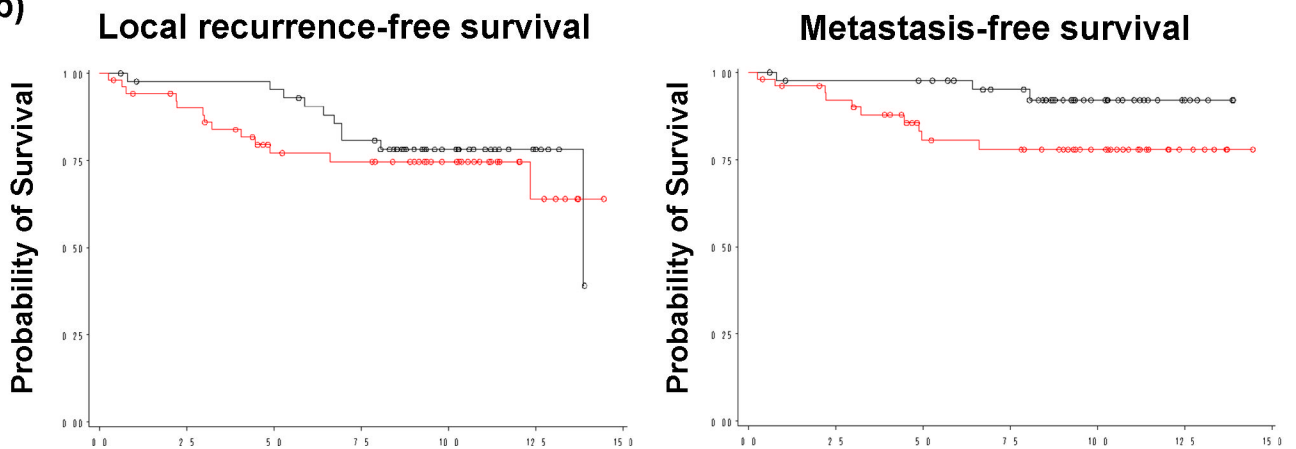 b)
Local recurrence-free survival
Metastasis-free survival
Probability of Survival
1 00
0 75
0 50
0 25
0 00
0 0 2 5 5 0 7 5 10 0 12 5 15 0
Probability of Survival
1 00
0 75
0 50
0 25
0 00
0 0 2 5 5 0 7 5 10 0 12 5 15 0